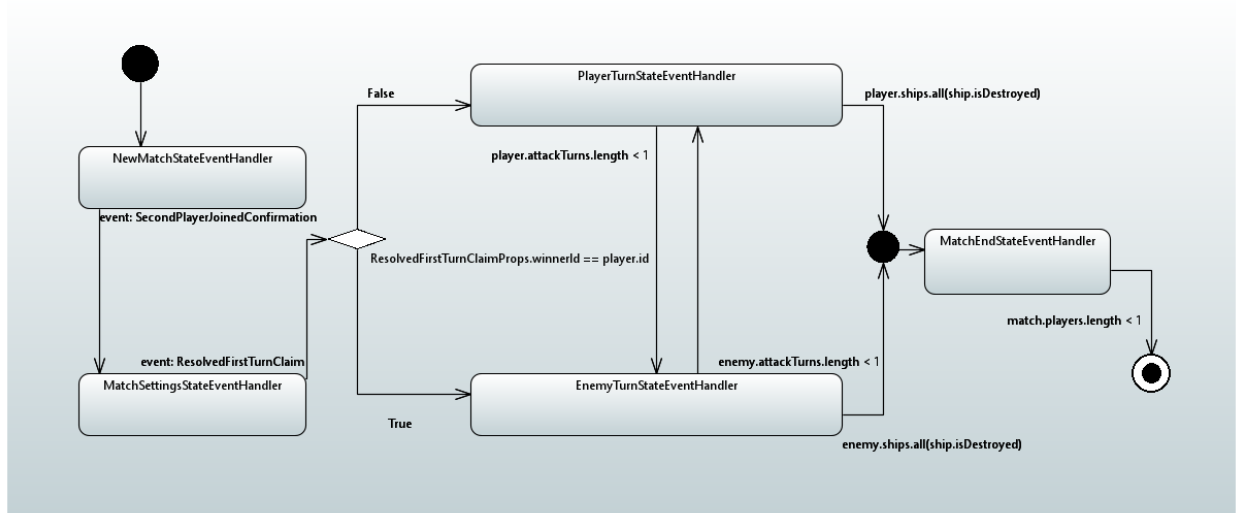 PlayerTurnStateEventHandler
False
player.ships.all(ship.isDestroyed)
NewMatchStateEventHandler
player.attackTurns.length < 1
event: SecondPlayerJoinedConfirmation
MatchEndStateEventHandler
ResolvedFirstTurnClaimProps.winnerId == player.id
match.players.length < 1
event: ResolvedFirstTurnClaim
enemy.attackTurns.length < 1
MatchSettingsStateEventHandler
EnemyTurnStateEventHandler
True
enemy.ships.all(ship.isDestroyed)